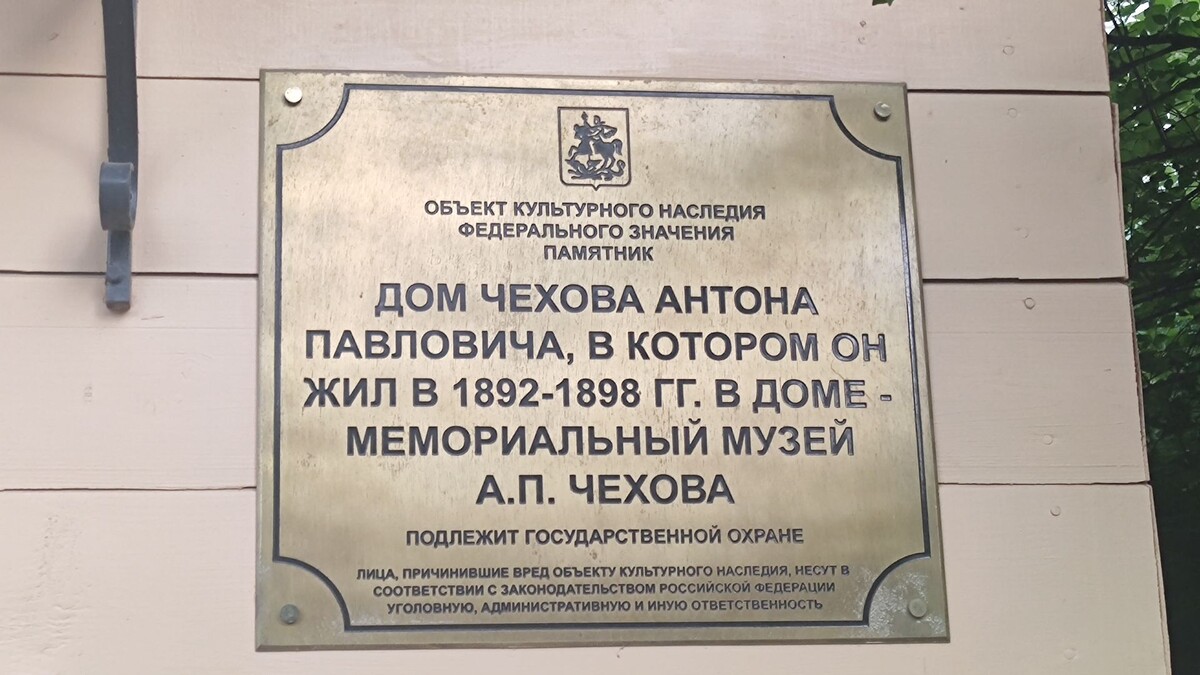 ОБЪЕКТ КУЛЬТУРНОГО НАСЛЕДИЯ
ФЕДЕРАЛЬНОГО ЗНАЧЕНИЯ
ПАМЯТНИК
ДОМ ЧЕХОВА АНТОНА
ПАВЛОВИЧА, В КОТОРОМ ОН
ЖИЛ В 1892-1898 ГГ. В ДОМЕ -
МЕМОРИАЛЬНЫЙ МУЗЕЙ
А.П. ЧЕХОВА
ПОДЛЕЖИТ ГОСУДАРСТВЕННОЙ ОХРАНЕ
ЛИЦА, ПРИЧИНИВШИЕ ВРЕД ОБЪЕКТУ КУЛЬТУРНОГО НАСЛЕДИЯ, НЕСУТ В
СООТВЕТСТВИИ С ЗАКОНОДАТЕЛЬСТВОМ РОССИЙСКОЙ ФЕДЕРАЦИИ
УГОЛОВНУЮ, АДМИНИСТРАТИВНУЮ И ИНУЮ ОТВЕТСТВЕННОСТЬ